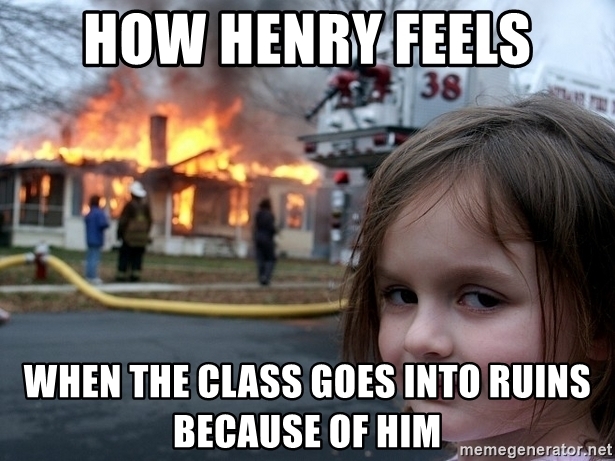 HOW HENRY FEELS
38
WHEN THE CLASS GOES INTO RUINS
BECAUSE OF HIM
memegenerator.net